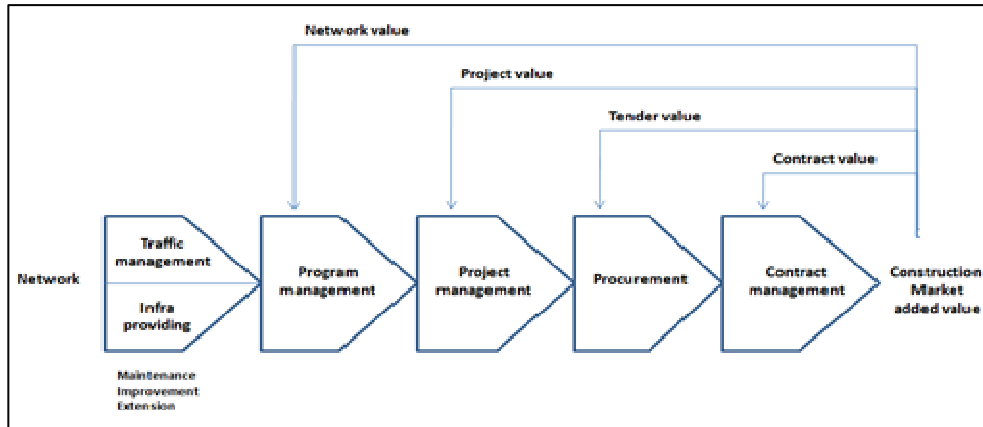 Network value
Project value
Tender value
Contract value
Network
Traffic
management
Infra
providing
Program
management
Project
management
Procurement
Contract
management
Construction
Market
added value
Maintenance
Improvement
Extension